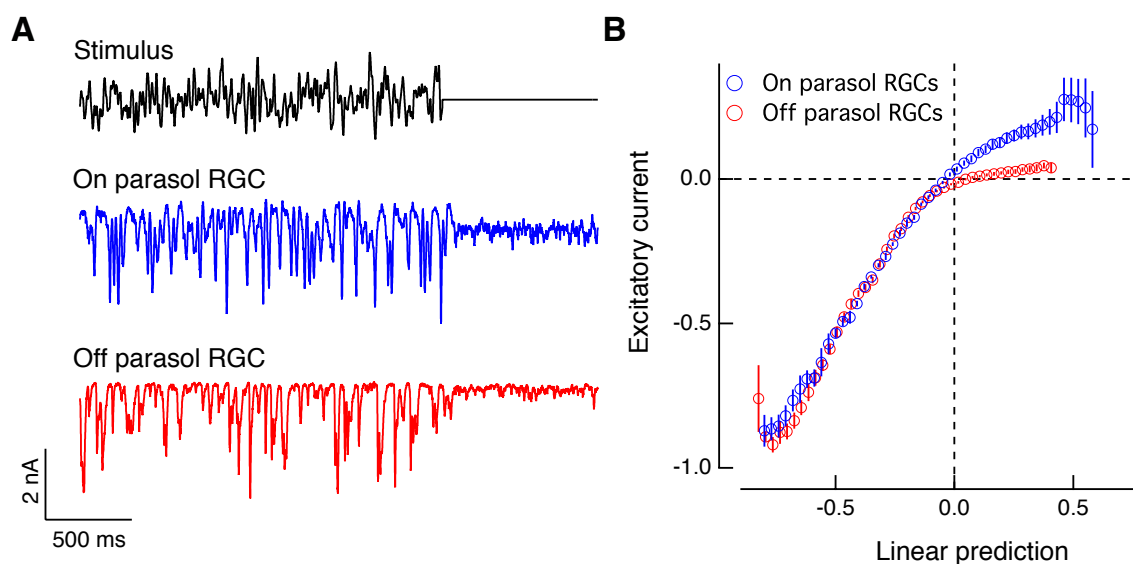 A
Stimulus
On parasol RGC
Off parasol RGC
2 nA
500 ms
B
On parasol RGCs
Off parasol RGCs
Excitatory current
0.0
-0.5
-1.0
-0.5
0.0
0.5
Linear prediction